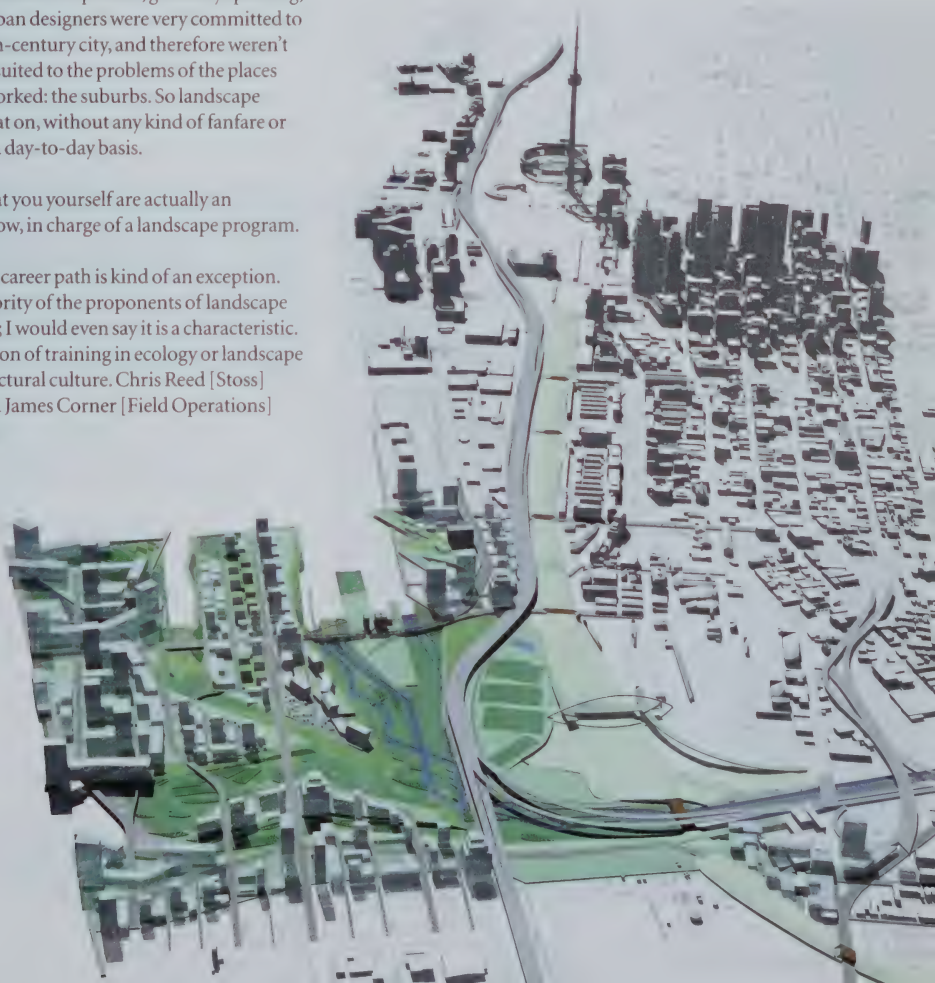 ban designers were very committed to
n-century city, and therefore weren't
suited to the problems of the places
orked: the suburbs. So landscape
at on, without any kind of fanfare or
day-to-day basis.
at you yourself are actually an
ow, in charge of a landscape program.
career path is kind of an exception.
ority of the proponents of landscape
; I would even say it is a characteristic.
ion of training in ecology or landscape
ctural culture. Chris Reed [Stoss]
James Corner [Field Operations]